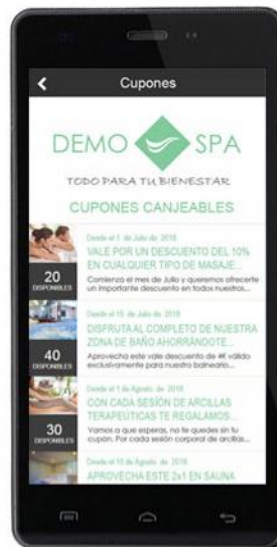 Cupones
DEMO SPA
TODO PARA TU BIENESTAR
CUPONES CANJEABLES
Desde el 1 de Julio de 2018
VALE POR UN DESCUENTO DEL 10%
EN CUALQUIER TIPO DE MASAJE...
Comienza el mes de Julio y queremos ofrecerte
un importante descuento en todos nuestros...
20
DISPONIBLES
Desde el 15 de Julio de 2018
DISFRUTA AL COMPLETO DE NUESTRA
ZONA DE BAÑO AHORRÁNDOTE...
Aprovecha este vale descuento de 4€ válido
exclusivamente para nuestro balneario...
40
DISPONIBLES
Desde el 1 de Agosto de 2018
CON CADA SESIÓN DE ARCILLAS
TERAPEÚTICAS TE REGALAMOS...
Vamos a que esperas, no te quedes sin tu
cupón. Por cada sesión corporal de arcillas...
30
DISPONIBLES
Desde el 10 de Agosto de 2018
APROVECHA ESTE 2x1 EN SAUNA